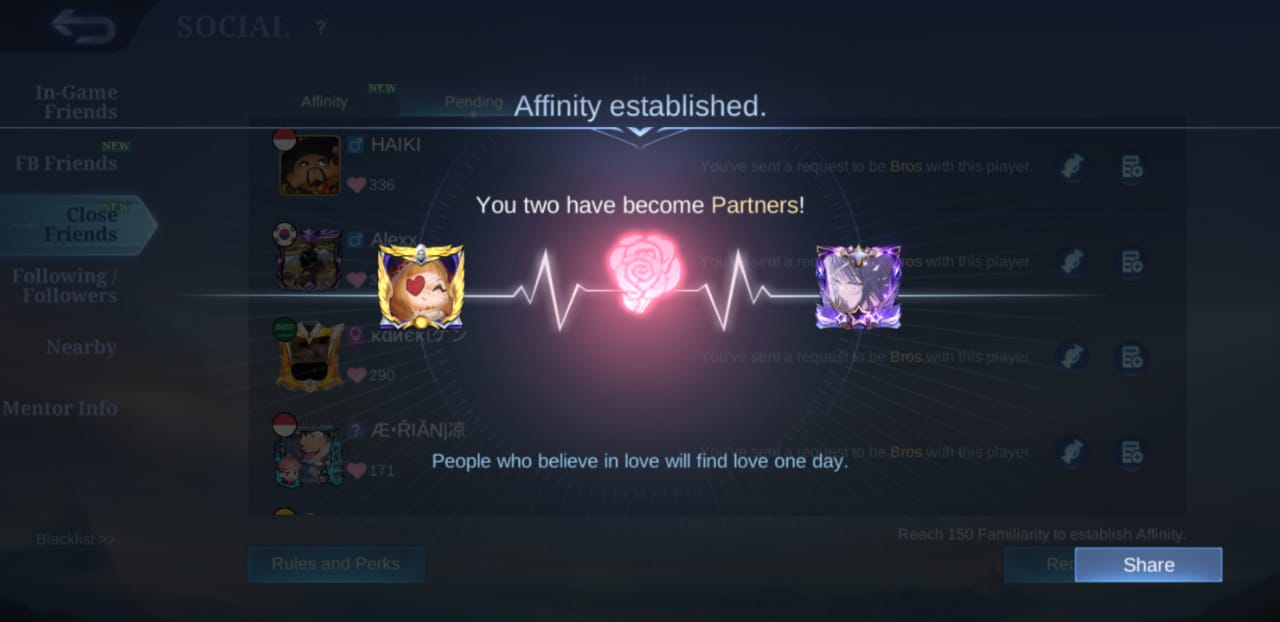 SOCIAL ?
In-Game
Friends
NEW
FB Friends
NEW
Close
Friends
Following /
Followers
Nearby
Mentor Info
Blacklist >>
Affinity
NEW
Pending
Affinity established.
You two have become Partners!
HAIKI
336
You've sent a request to be Bros with this player.
Alexx
You've sent a request to be Bros with this player.
290
You've sent a request to be Bros with this player.
171
You've sent a request to be Bros with this player.
People who believe in love will find love one day.
Reach 150 Familiarity to establish Affinity.
Rules and Perks
Share